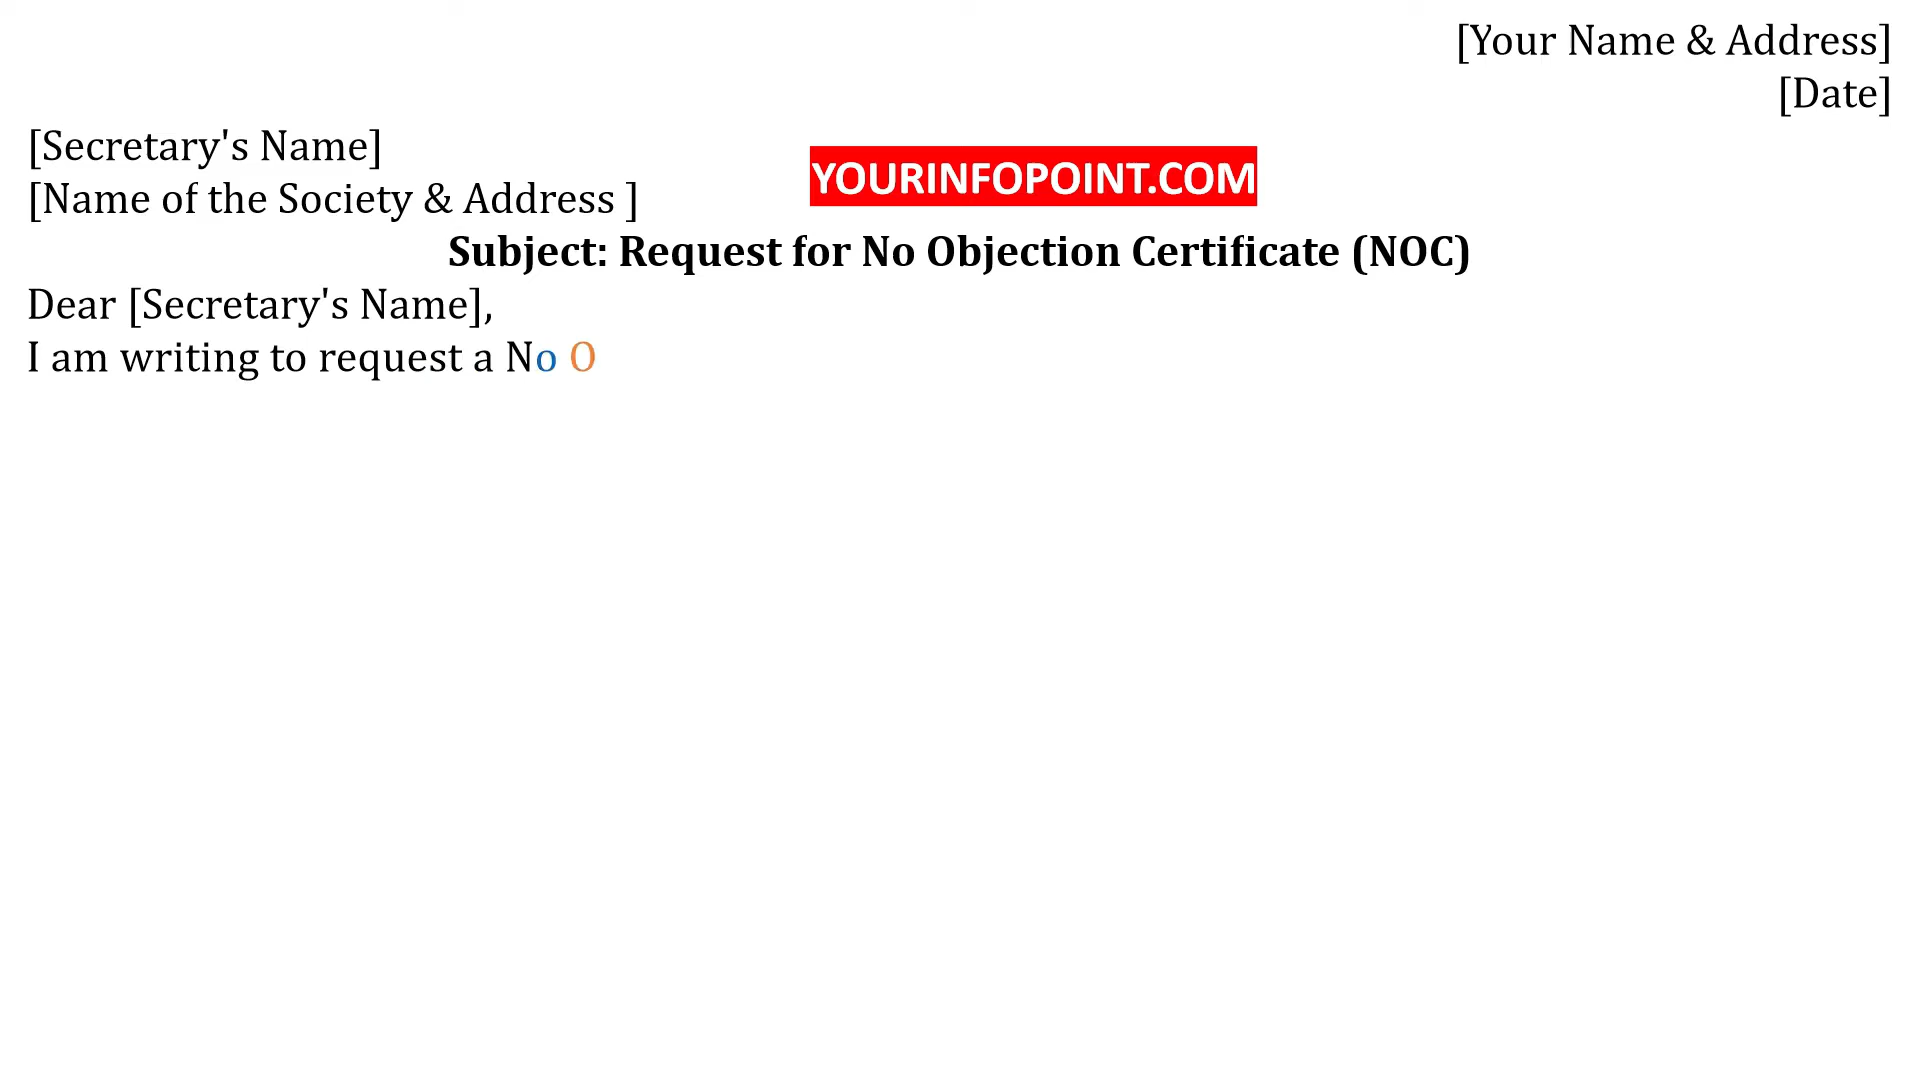 [Your Name & Address]
[Date]
[Secretary's Name]
YOURINFOPOINT.COM
[Name of the Society & Address ]
Subject: Request for No Objection Certificate (NOC)
Dear [Secretary's Name],
I am writing to request a No O